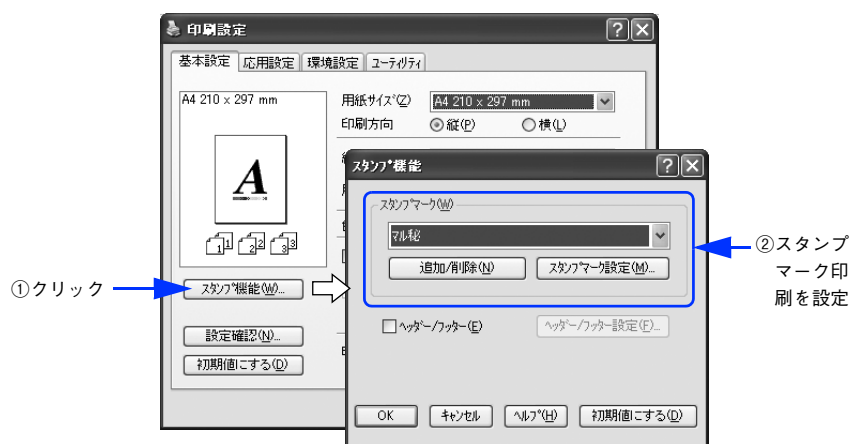 印刷設定
基本設定 応用設定 環境設定 ユーティリティ
A4 210 x 297 mm
用紙サイズ(Z) A4 210 x 297 mm
印刷方向 縦(P) 横(L)
A
1 1 2 2 3 3
スタンプ機能(W)...
設定確認(N)...
初期値にする(D)
スタンプ機能
スタンプマーク(W)
マル秘
追加/削除(N) スタンプマーク設定(M)...
ヘッダー/フッター(E) ヘッダー/フッター設定(F)...
OK キャンセル ヘルプ(H) 初期値にする(D)
①クリック
②スタンプ
マーク印
刷を設定